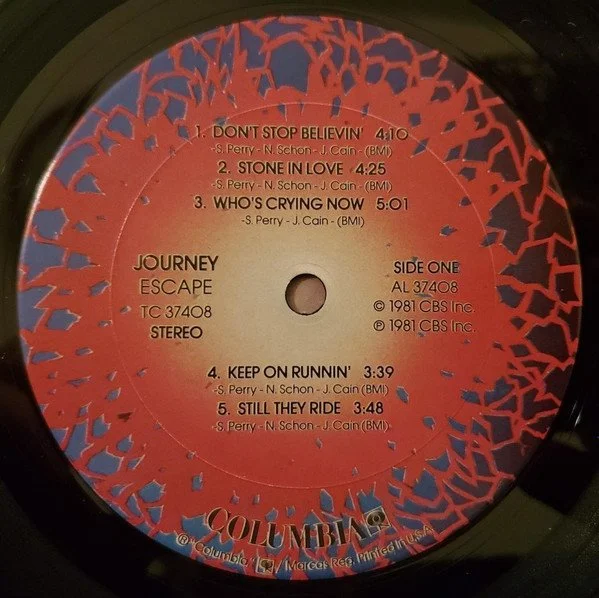 1. DON'T STOP BELIEVIN' 4:10
-S. Perry - N. Schon - J. Cain - (BMI)
2. STONE IN LOVE 4:25
-S. Perry - N. Schon - J. Cain - (BMI)
3. WHO'S CRYING NOW 5:01
-S. Perry - J. Cain - (BMI)
JOURNEY
ESCAPE
TC 37408
STEREO
SIDE ONE
AL 37408
© 1981 CBS Inc.
℗ 1981 CBS Inc.
4. KEEP ON RUNNIN' 3:39
-S. Perry - N. Schon - J. Cain (BMI)
5. STILL THEY RIDE 3:48
-S. Perry - N. Schon - J. Cain (BMI)
COLUMBIA
® "Columbia" / Marcas Reg. Printed in U.S.A.